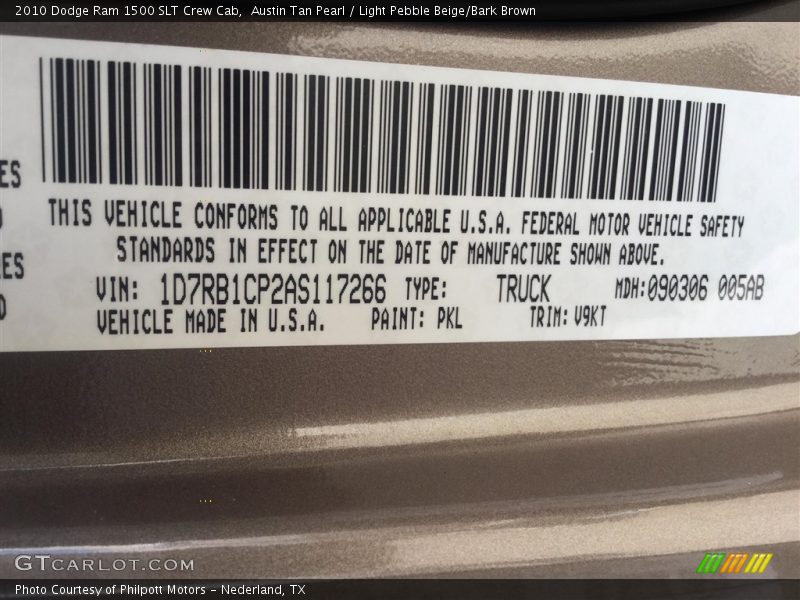 2010 Dodge Ram 1500 SLT Crew Cab, Austin Tan Pearl / Light Pebble Beige/Bark Brown
ES
THIS VEHICLE CONFORMS TO ALL APPLICABLE U.S.A. FEDERAL MOTOR VEHICLE SAFETY
STANDARDS IN EFFECT ON THE DATE OF MANUFACTURE SHOWN ABOVE.
ES
VIN: 1D7RB1CP2AS117266 TYPE: TRUCK MDH:090306 005AB
VEHICLE MADE IN U.S.A. PAINT: PKL TRIM: V9KT
GTCARLOT.COM
Photo Courtesy of Philpott Motors – Nederland, TX